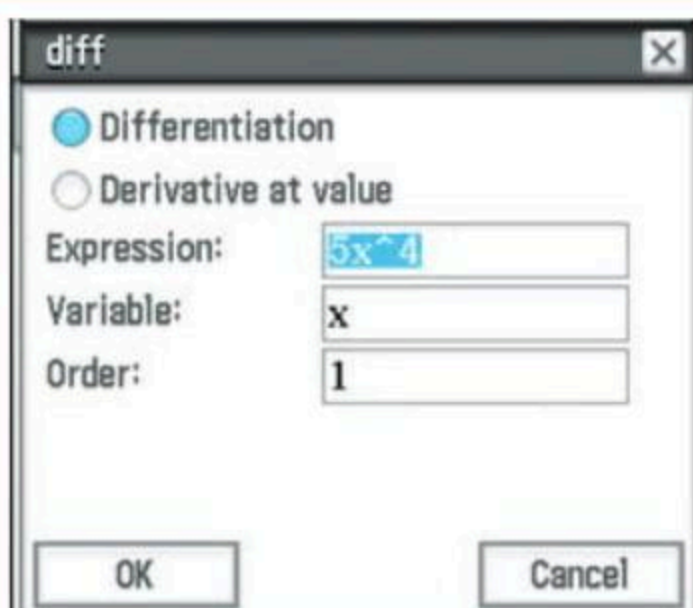 diff
Differentiation
Derivative at value
Expression: 5x^4
Variable: x
Order: 1
OK Cancel